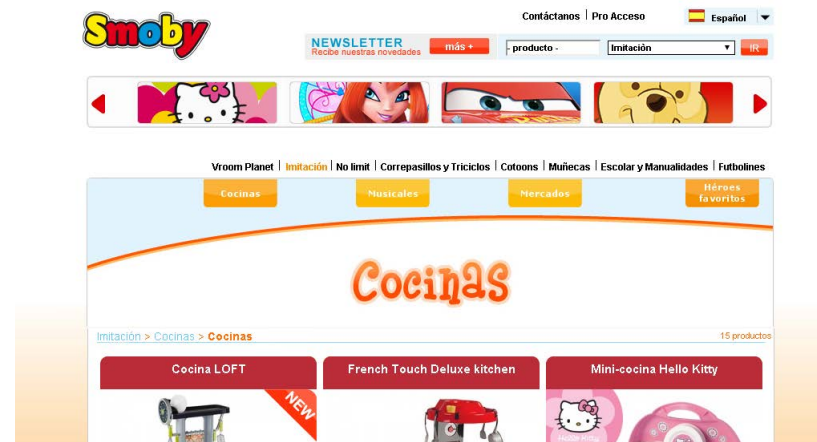 Smoby
Contáctanos | Pro Acceso
Español
NEWSLETTER
Recibe nuestras novedades
más +
- producto -
Imitación
IR
Vroom Planet | Imitación | No limit | Correpasillos y Triciclos | Cotoons | Muñecas | Escolar y Manualidades | Futbolines
Cocinas
Musicales
Mercados
Héroes
favoritos
Cocinas
Imitación > Cocinas > Cocinas
15 productos
Cocina LOFT
French Touch Deluxe kitchen
Mini-cocina Hello Kitty
NEW
Hello Kitty